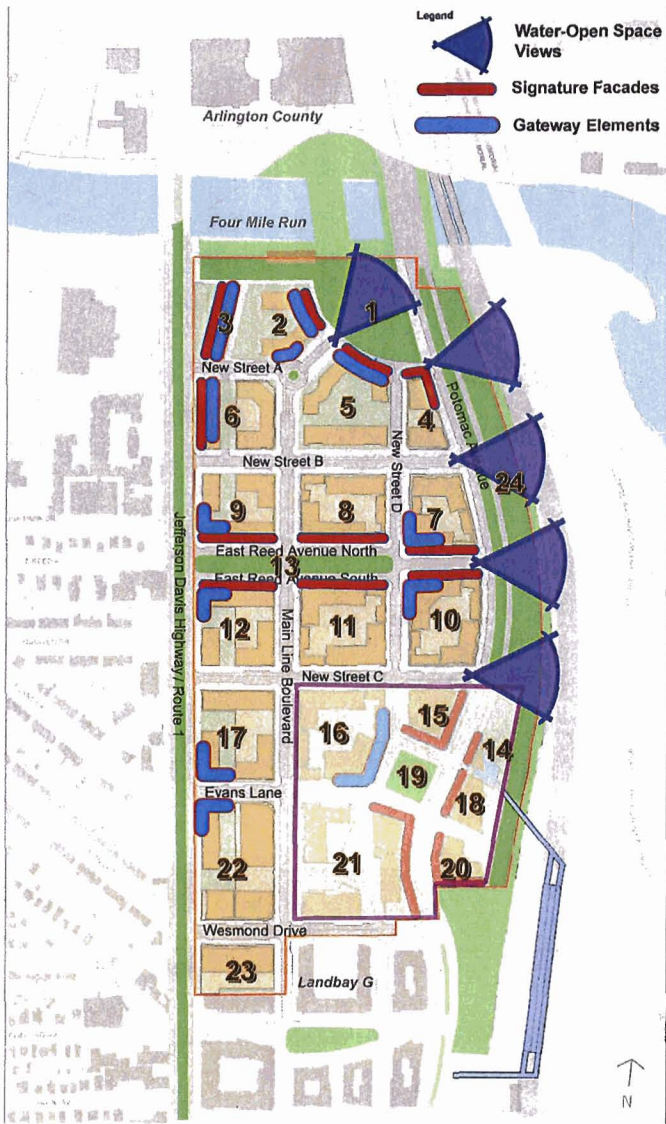 Legend
Water-Open Space
Views
Signature Facades
Gateway Elements
Arlington County
Four Mile Run
1
2
3
New Street A
4
5
6
New Street B
New Street D
24
7
8
9
East Reed Avenue North
13
East Reed Avenue South
Jefferson Davis Highway/ Route 1
Main Line Boulevard
10
11
12
New Street C
14
15
16
17
18
19
Evans Lane
20
21
22
Wesmond Drive
23
Landbay G
N